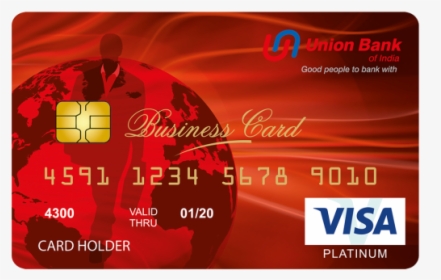 Union Bank
of India
Good people to bank with
Business Card
4591 1234 5678 9010
4300 VALID THRU 01/20
CARD HOLDER
VISA
PLATINUM